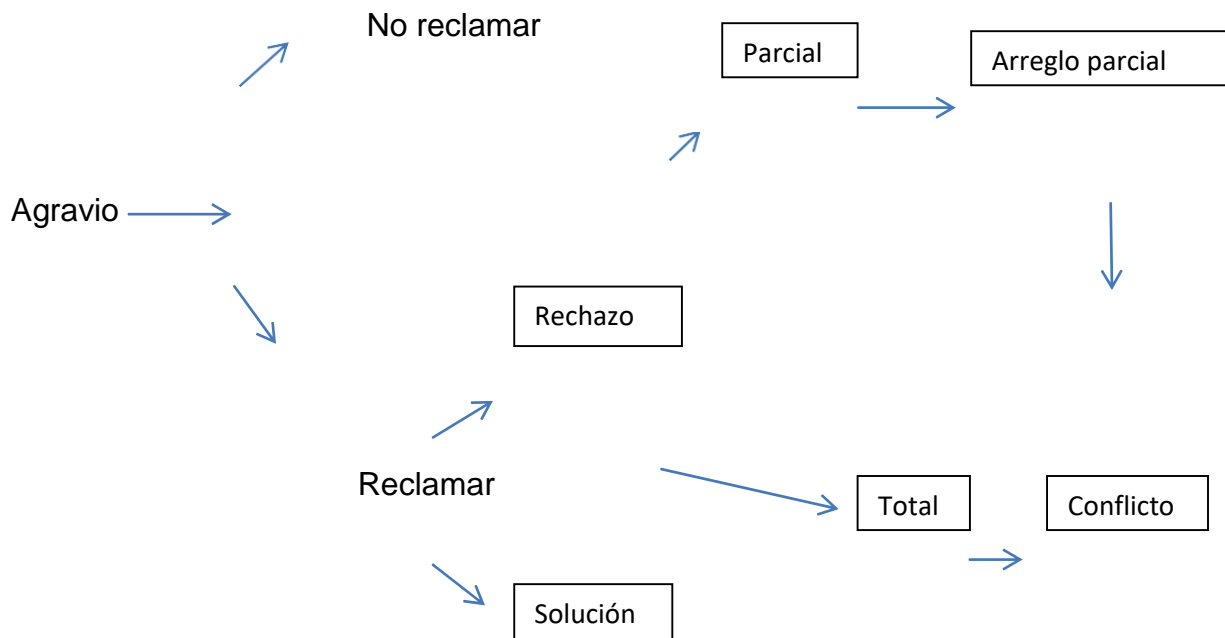 No reclamar
Parcial
Arreglo parcial
Agravio
Rechazo
Reclamar
Total
Conflicto
Solución